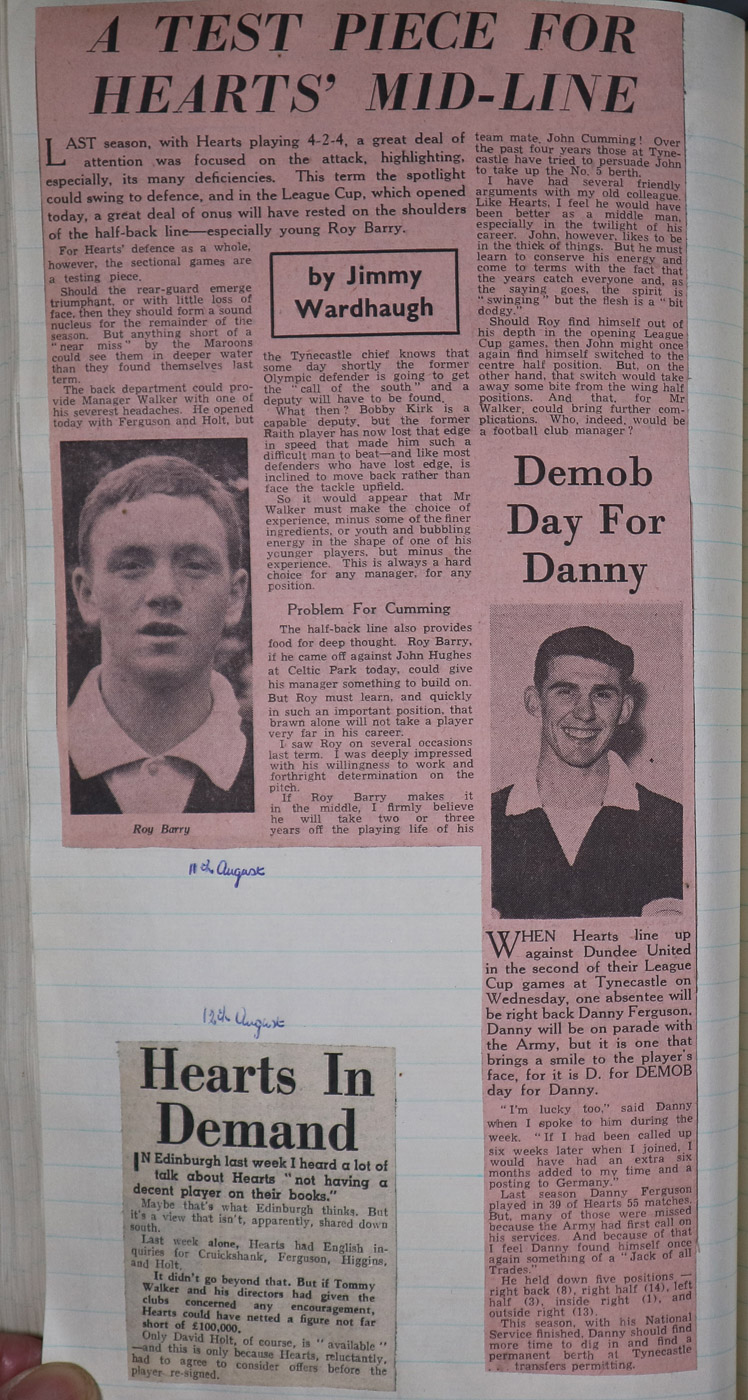 A TEST PIECE FOR
HEARTS' MID-LINE
LAST season, with Hearts playing 4-2-4, a great deal of
attention was focused on the attack, highlighting,
especially, its many deficiencies. This term the spotlight
could swing to defence, and in the League Cup, which opened
today, a great deal of onus will have rested on the shoulders
of the half-back line—especially young Roy Barry.
For Hearts' defence as a whole,
however, the sectional games are
a testing piece.
Should the rear-guard emerge
triumphant, or with little loss of
face, then they should form a sound
nucleus for the remainder of the
season. But anything short of a
"near miss" by the Maroons
could see them in deeper water
than they found themselves last
term.
The back department could pro-
vide Manager Walker with one of
his severest headaches. He opened
today with Ferguson and Holt, but
Roy Barry
by Jimmy
Wardhaugh
the Tynecastle chief knows that
some day shortly the former
Olympic defender is going to get
the "call of the south" and a
deputy will have to be found.
What then? Bobby Kirk is a
capable deputy, but the former
Raith player has now lost that edge
in speed that made him such a
difficult man to beat—and like most
defenders who have lost edge, is
inclined to move back rather than
face the tackle upfield.
So it would appear that Mr
Walker must make the choice of
experience, minus some of the finer
ingredients, or youth and bubbling
energy in the shape of one of his
younger players, but minus the
experience. This is always a hard
choice for any manager, for any
position.
Problem For Cumming
The half-back line also provides
food for deep thought. Roy Barry,
if he came off against John Hughes
at Celtic Park today, could give
his manager something to build on.
But Roy must learn, and quickly
in such an important position, that
brawn alone will not take a player
very far in his career.
I saw Roy on several occasions
last term. I was deeply impressed
with his willingness to work and
forthright determination on the
pitch.
If Roy Barry makes it
in the middle, I firmly believe
he will take two or three
years off the playing life of his
team mate, John Cumming! Over
the past four years those at Tyne-
castle have tried to persuade John
to take up the No. 5 berth.
I have had several friendly
arguments with my old colleague.
Like Hearts, I feel he would have
been better as a middle man,
especially in the twilight of his
career. John, however, likes to be
in the thick of things. But he must
learn to conserve his energy and
come to terms with the fact that
the years catch everyone and, as
the saying goes, the spirit is
"swinging" but the flesh is a "bit
dodgy."
Should Roy find himself out of
his depth in the opening League
Cup games, then John might once
again find himself switched to the
centre half position. But, on the
other hand, that switch would take
away some bite from the wing half
positions. And that, for Mr
Walker, could bring further com-
plications. Who, indeed, would be
a football club manager?
Demob
Day For
Danny
WHEN Hearts line up
against Dundee United
in the second of their League
Cup games at Tynecastle on
Wednesday, one absentee will
be right back Danny Ferguson.
Danny will be on parade with
the Army, but it is one that
brings a smile to the player's
face, for it is D. for DEMOB
day for Danny.
"I'm lucky too," said Danny
when I spoke to him during the
week. "If I had been called up
six weeks later when I joined, I
would have had an extra six
months added to my time and a
posting to Germany."
Last season Danny Ferguson
played in 39 of Hearts 55 matches.
But, many of those were missed
because the Army had first call on
his services. And because of that
I feel Danny found himself once
again something of a "Jack of all
Trades."
He held down five positions —
right back (8), right half (14), left
half (3), inside right (1), and
outside right (13).
This season, with his National
Service finished, Danny should find
more time to dig in and find a
permanent berth at Tynecastle
. . . transfers permitting.
11th August
12th August
Hearts In
Demand
IN Edinburgh last week I heard a lot of
talk about Hearts "not having a
decent player on their books."
Maybe that's what Edinburgh thinks. But
it's a view that isn't, apparently, shared down
south.
Last week alone, Hearts had English in-
quiries for Cruickshank, Ferguson, Higgins,
and Holt.
It didn't go beyond that. But if Tommy
Walker and his directors had given the
clubs concerned any encouragement,
Hearts could have netted a figure not far
short of £100,000.
Only David Holt, of course, is "available"
—and this is only because Hearts, reluctantly,
had to agree to consider offers before the
player re-signed.